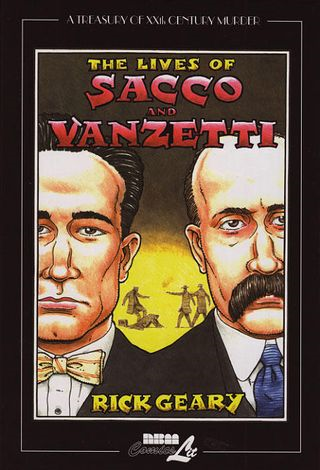 A TREASURY OF XXth CENTURY MURDER
THE LIVES OF
SACCO
AND
VANZETTI
RICK GEARY
NBM
ComicsLit